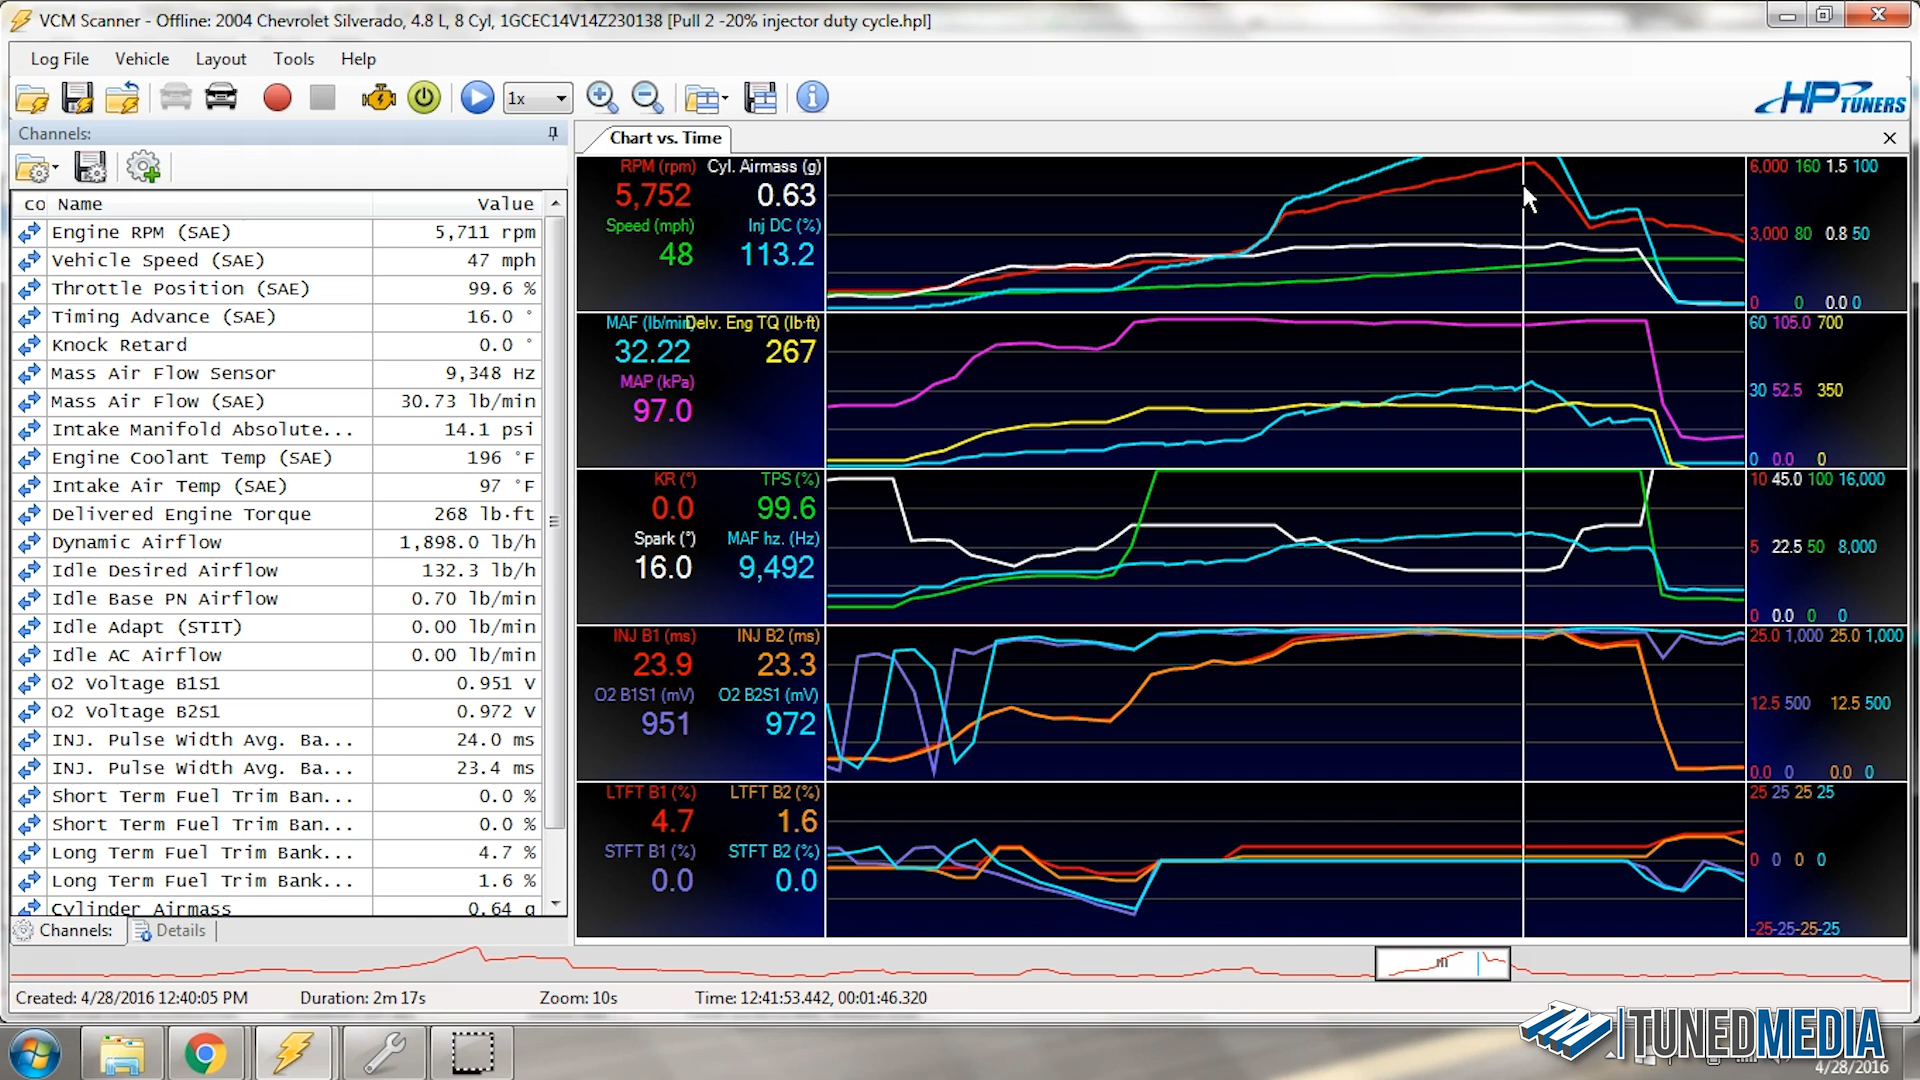 VCM Scanner - Offline: 2004 Chevrolet Silverado, 4.8 L, 8 Cyl, 1GCEC14V14Z230138 [Pull 2 -20% injector duty cycle.hpl]
Log File Vehicle Layout Tools Help
1x
HP TUNERS
Channels:
Chart vs. Time
co Name Value
Engine RPM (SAE) 5,711 rpm
Vehicle Speed (SAE) 47 mph
Throttle Position (SAE) 99.6 %
Timing Advance (SAE) 16.0 °
Knock Retard 0.0 °
Mass Air Flow Sensor 9,348 Hz
Mass Air Flow (SAE) 30.73 lb/min
Intake Manifold Absolute... 14.1 psi
Engine Coolant Temp (SAE) 196 °F
Intake Air Temp (SAE) 97 °F
Delivered Engine Torque 268 lb·ft
Dynamic Airflow 1,898.0 lb/h
Idle Desired Airflow 132.3 lb/h
Idle Base PN Airflow 0.70 lb/min
Idle Adapt (STIT) 0.00 lb/min
Idle AC Airflow 0.00 lb/min
O2 Voltage B1S1 0.951 V
O2 Voltage B2S1 0.972 V
INJ. Pulse Width Avg. Ba... 24.0 ms
INJ. Pulse Width Avg. Ba... 23.4 ms
Short Term Fuel Trim Ban... 0.0 %
Short Term Fuel Trim Ban... 0.0 %
Long Term Fuel Trim Bank... 4.7 %
Long Term Fuel Trim Bank... 1.6 %
Cylinder Airmass 0.64 g
Channels: Details
RPM (rpm) Cyl. Airmass (g)
5,752 0.63
Speed (mph) Inj DC (%)
48 113.2
6,000 160 1.5 100
3,000 80 0.8 50
0 0 0.0 0
MAF (lb/min) Delv. Eng TQ (lb·ft)
32.22 267
MAP (kPa)
97.0
60 105.0 700
30 52.5 350
0 0.0 0
KR (°) TPS (%)
0.0 99.6
Spark (°) MAF hz. (Hz)
16.0 9,492
10 45.0 100 16,000
5 22.5 50 8,000
0 0.0 0 0
INJ B1 (ms) INJ B2 (ms)
23.9 23.3
O2 B1S1 (mV) O2 B2S1 (mV)
951 972
25.0 1,000 25.0 1,000
12.5 500 12.5 500
0.0 0 0.0 0
LTFT B1 (%) LTFT B2 (%)
4.7 1.6
STFT B1 (%) STFT B2 (%)
0.0 0.0
25 25 25 25
0 0 0 0
-25 -25 -25 -25
Created: 4/28/2016 12:40:05 PM Duration: 2m 17s Zoom: 10s Time: 12:41:53.442, 00:01:46.320
TUNEDMEDIA
4/28/2016